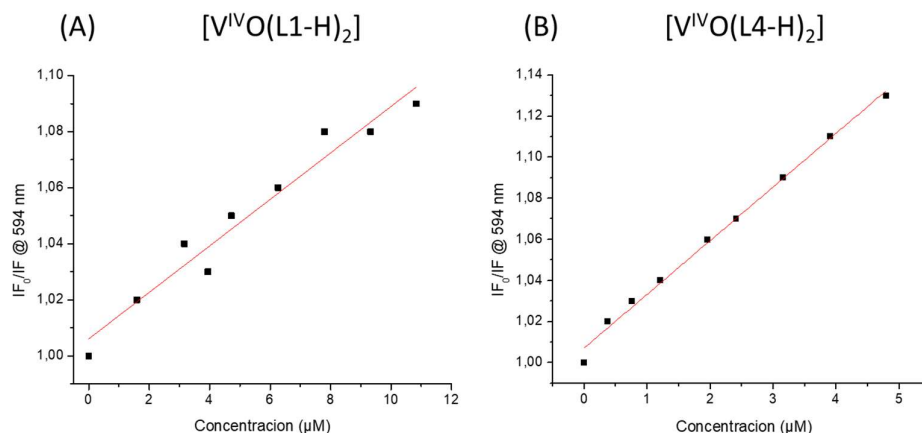 (A) [V^IV O(L1-H)₂]
1,10
1,08
1,06
1,04
1,02
1,00
IF₀/IF @ 594 nm
0 2 4 6 8 10 12
Concentracion (µM)
(B) [V^IV O(L4-H)₂]
1,14
1,12
1,10
1,08
1,06
1,04
1,02
1,00
IF₀/IF @ 594 nm
0 1 2 3 4 5
Concentracion (µM)